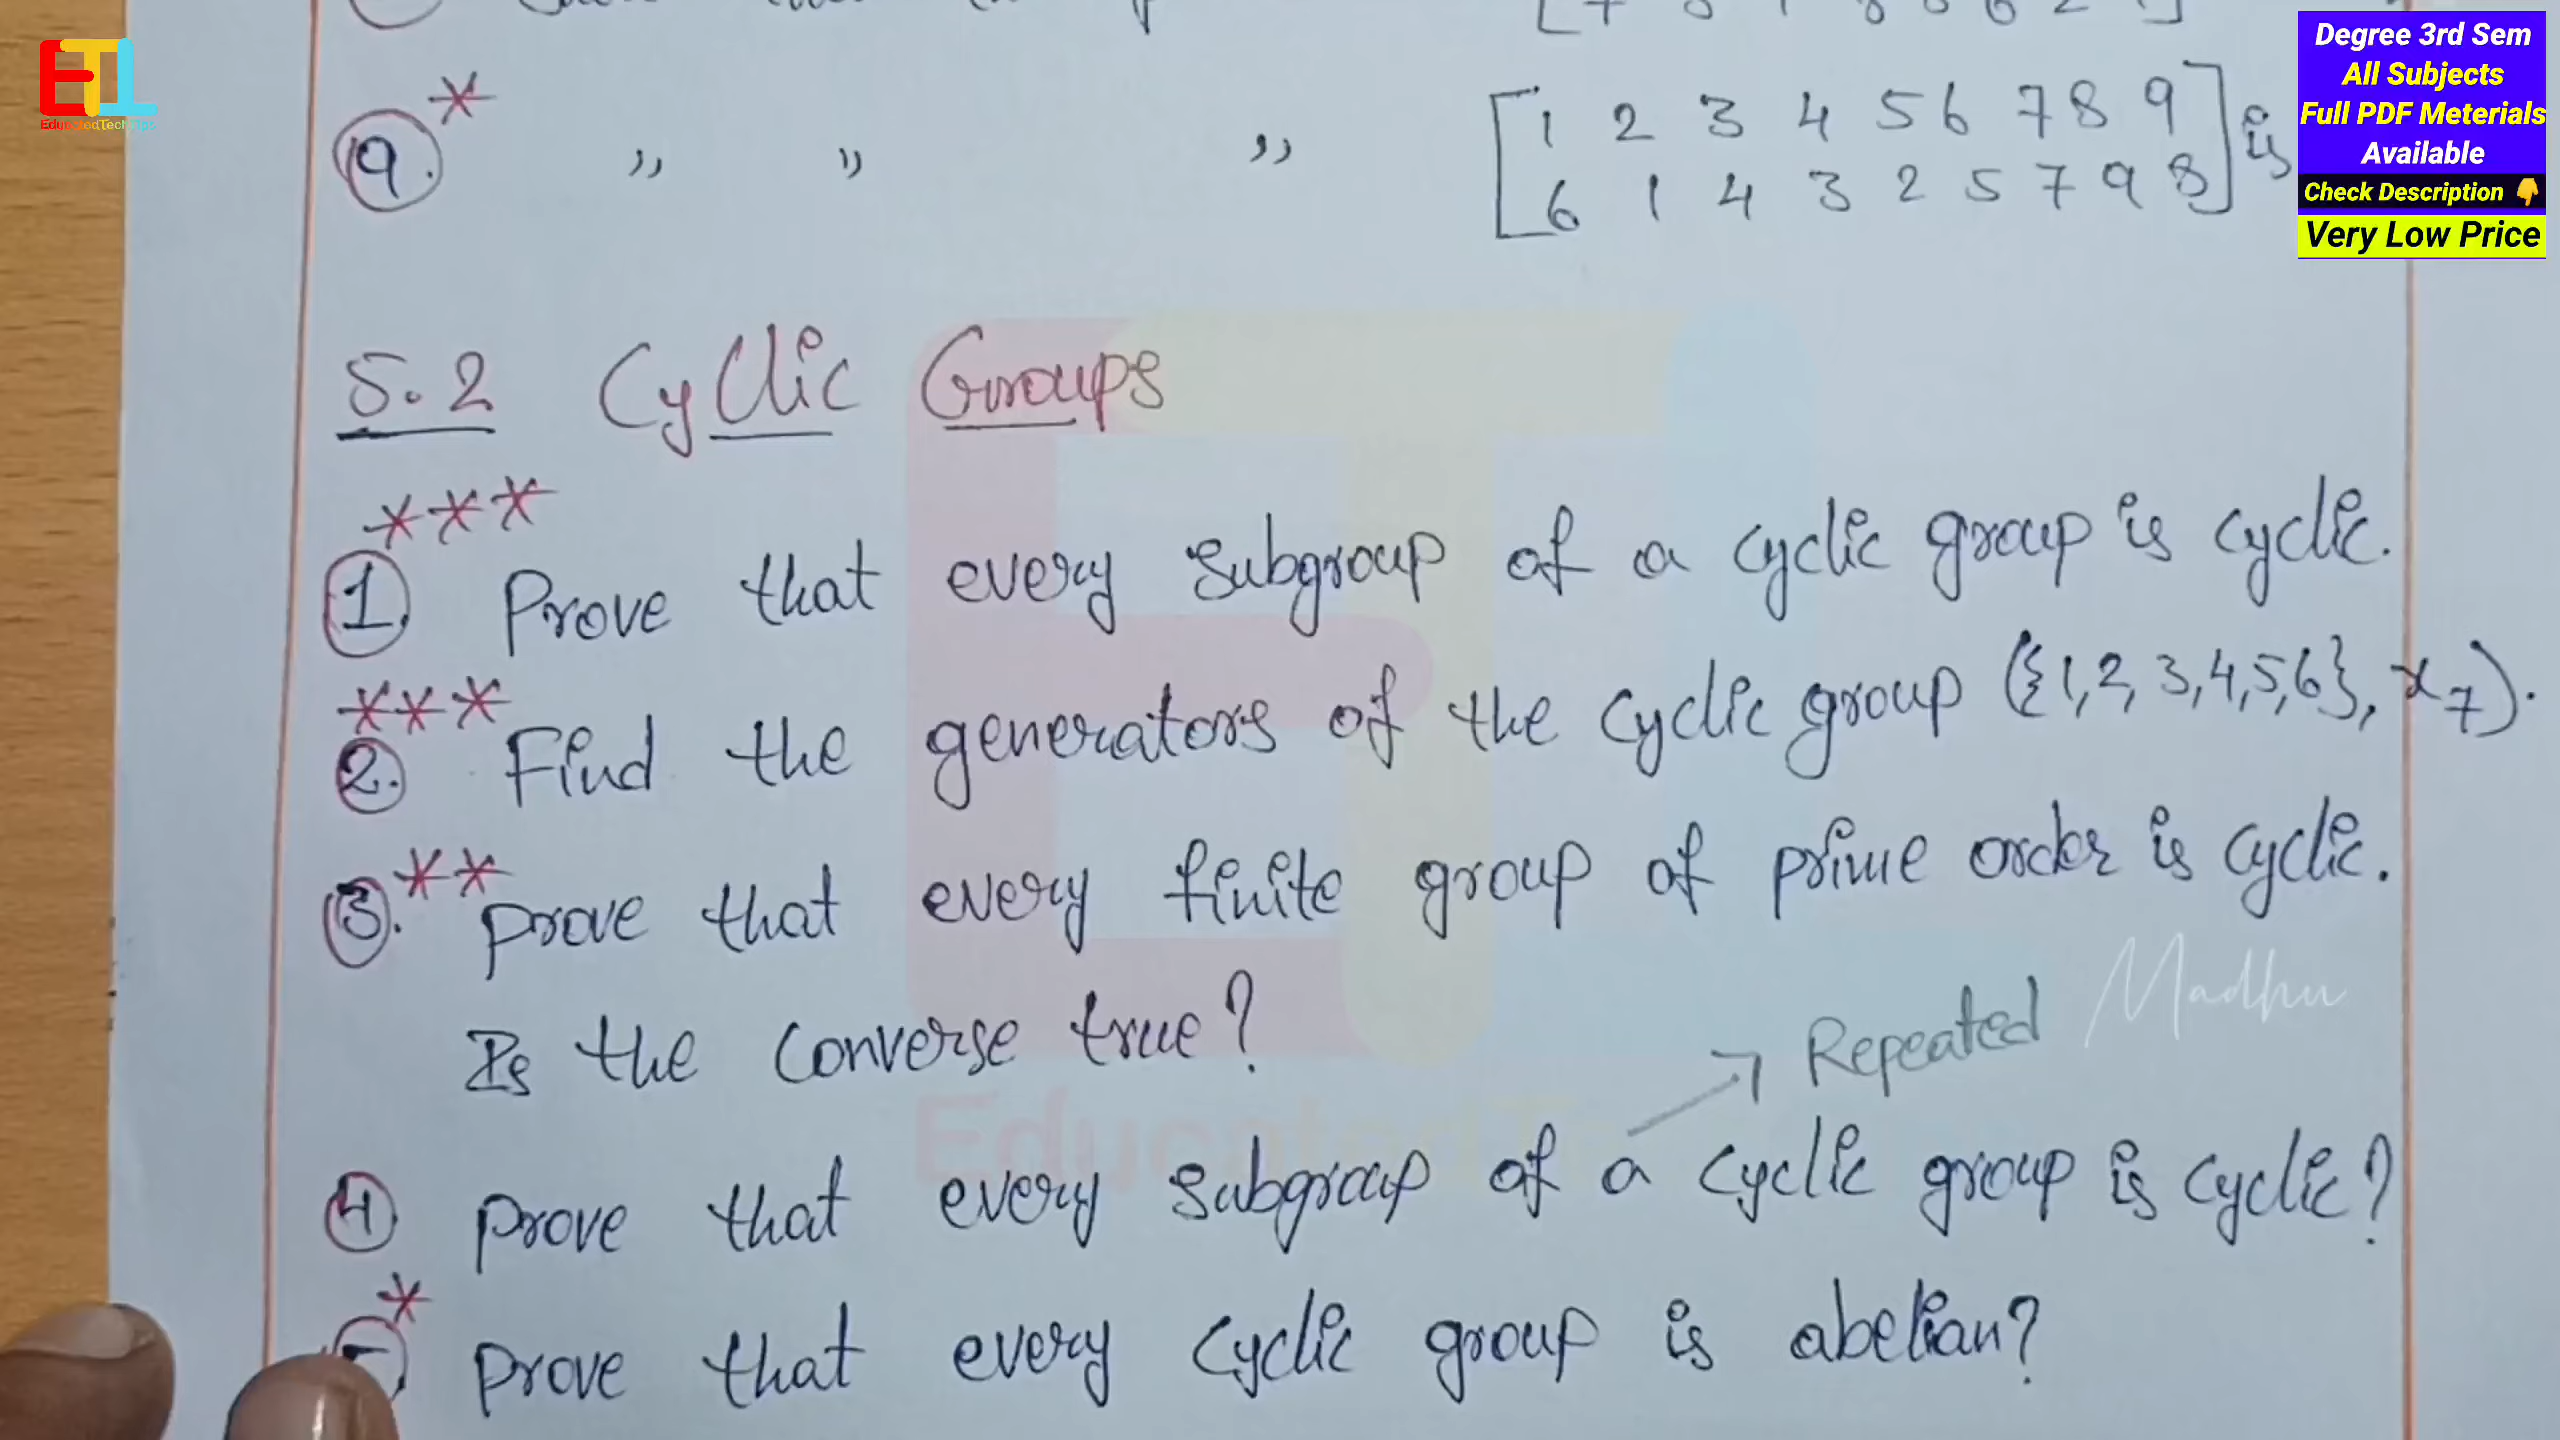 ETT
EducatedTechTips
Degree 3rd Sem
All Subjects
Full PDF Meterials
Available
Check Description 👇
Very Low Price
9. * ,, ,, ,, [1 2 3 4 5 6 7 8 9] is
[6 1 4 3 2 5 7 9 8]
5.2 Cyclic Groups
***
1. Prove that every subgroup of a cyclic group is cyclic.
***
2. Find the generators of the cyclic group ({1,2,3,4,5,6}, x7).
3. ** prove that every finite group of prime order is cyclic.
Is the converse true?
→ Repeated
Madhu
4 prove that every subgroup of a cyclic group is cyclic?
*
prove that every cyclic group is abelian?